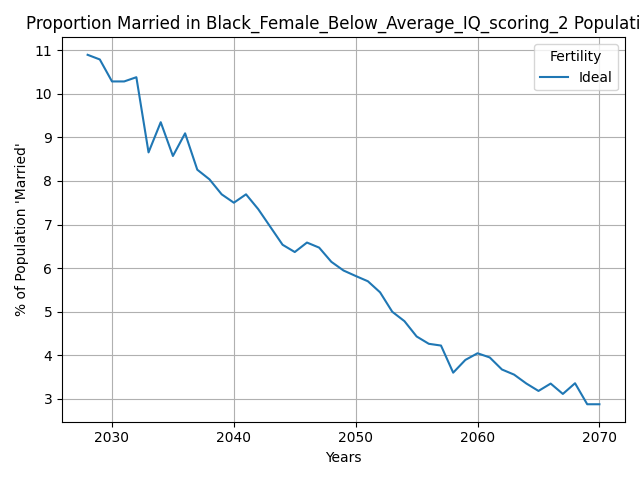 Proportion Married in Black_Female_Below_Average_IQ_scoring_2 Populati
Fertility
Ideal
% of Population 'Married'
11
10
9
8
7
6
5
4
3
2030 2040 2050 2060 2070
Years